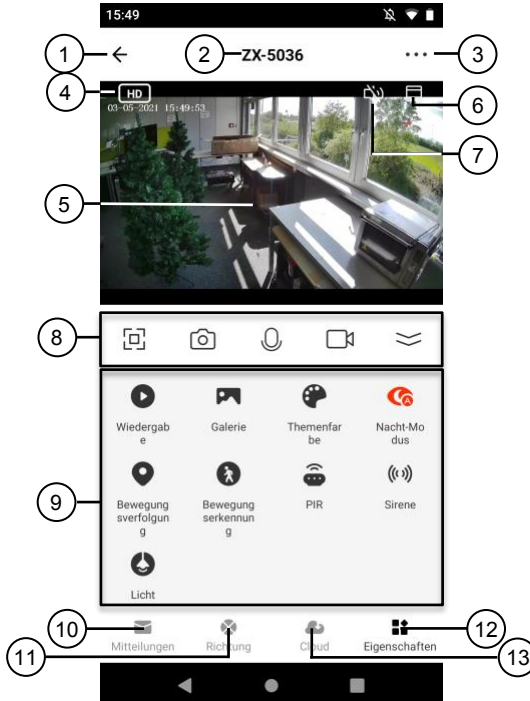 15:49
1
2
ZX-5036
3
4
HD
6
03-05-2021 15:49:53
7
5
8
Wiedergab
e
Galerie
Themenfar
be
Nacht-Mo
dus
A
9
Bewegung
sverfolgun
g
Bewegung
serkennun
g
PIR
Sirene
Licht
10
12
Mitteilungen
Richtung
Cloud
Eigenschaften
11
13